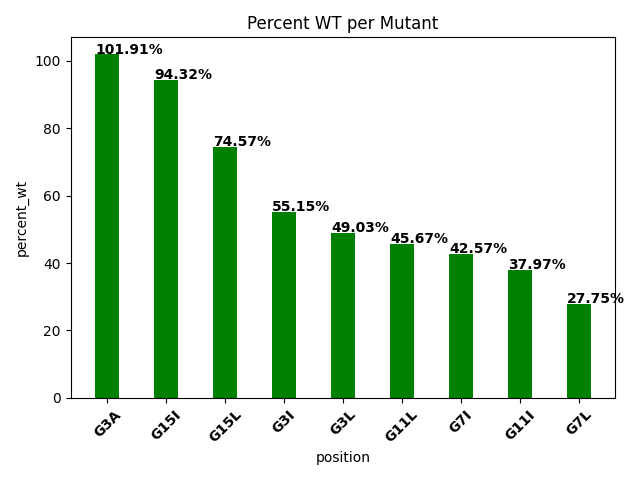 Percent WT per Mutant
101.91%
94.32%
74.57%
55.15%
49.03%
45.67%
42.57%
37.97%
27.75%
100
80
60
40
20
0
percent_wt
G3A
G15I
G15L
G3I
G3L
G11L
G7I
G11I
G7L
position